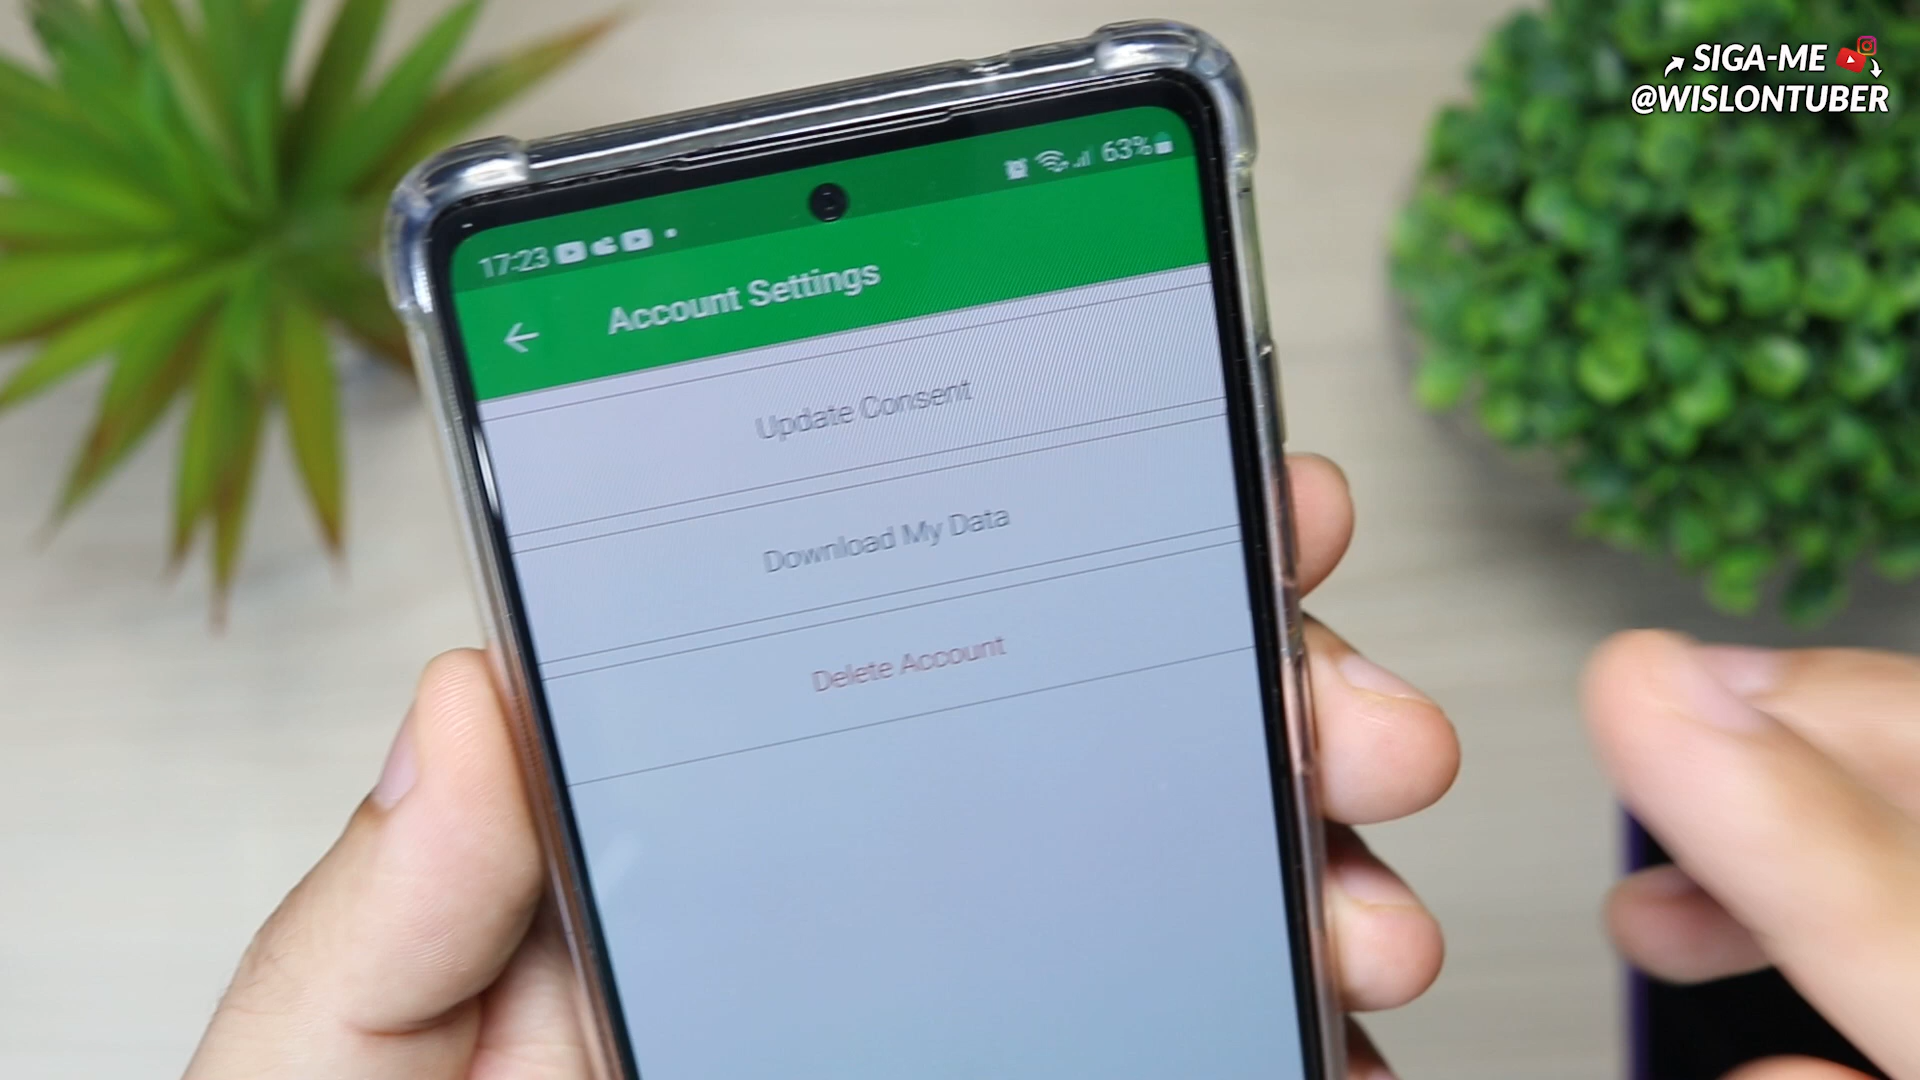 SIGA-ME
@WISLONTUBER
17:23
63%
Account Settings
Update Consent
Download My Data
Delete Account